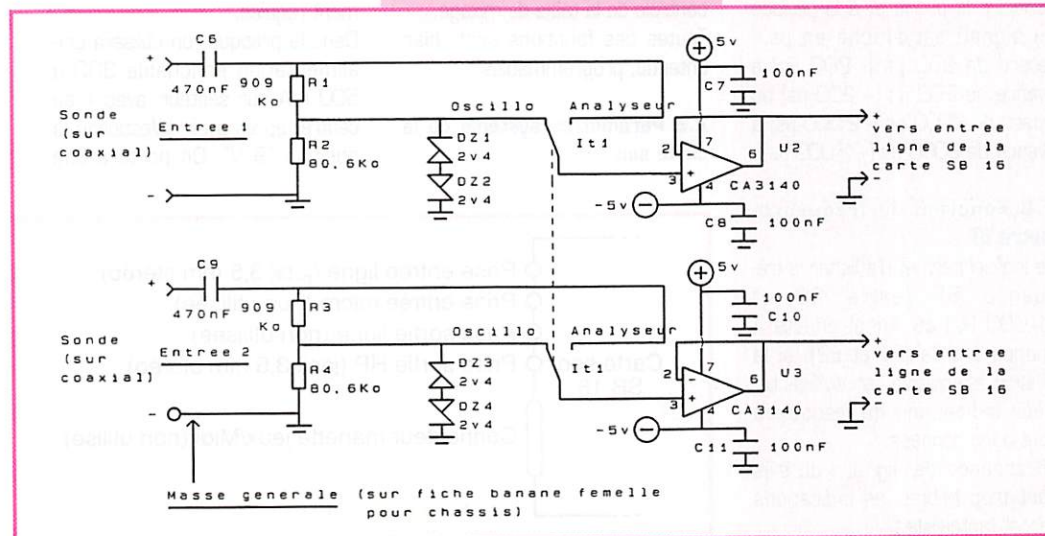 C6
+
470nF
909
Ko
R1
Sonde
(sur
coaxial)
Entree 1
R2
80.6Ko
-
Oscillo
Analyseur
It1
DZ1
2v4
DZ2
2v4
5v
C7
100nF
2
7
6
3
4
U2
CA3140
-5v
C8
100nF
+
vers entree
ligne de la
carte SB 16
-
C9
+
470nF
909
Ko
R3
Sonde
(sur
coaxial)
Entree 2
R4
80.6Ko
-
Oscillo
Analyseur
It1
DZ3
2v4
DZ4
2v4
5v
100nF
C10
2
7
6
3
4
U3
CA3140
-5v
C11
100nF
+
vers entree
ligne de la
carte SB 16
-
Masse generale (sur fiche banane femelle
pour chassis)